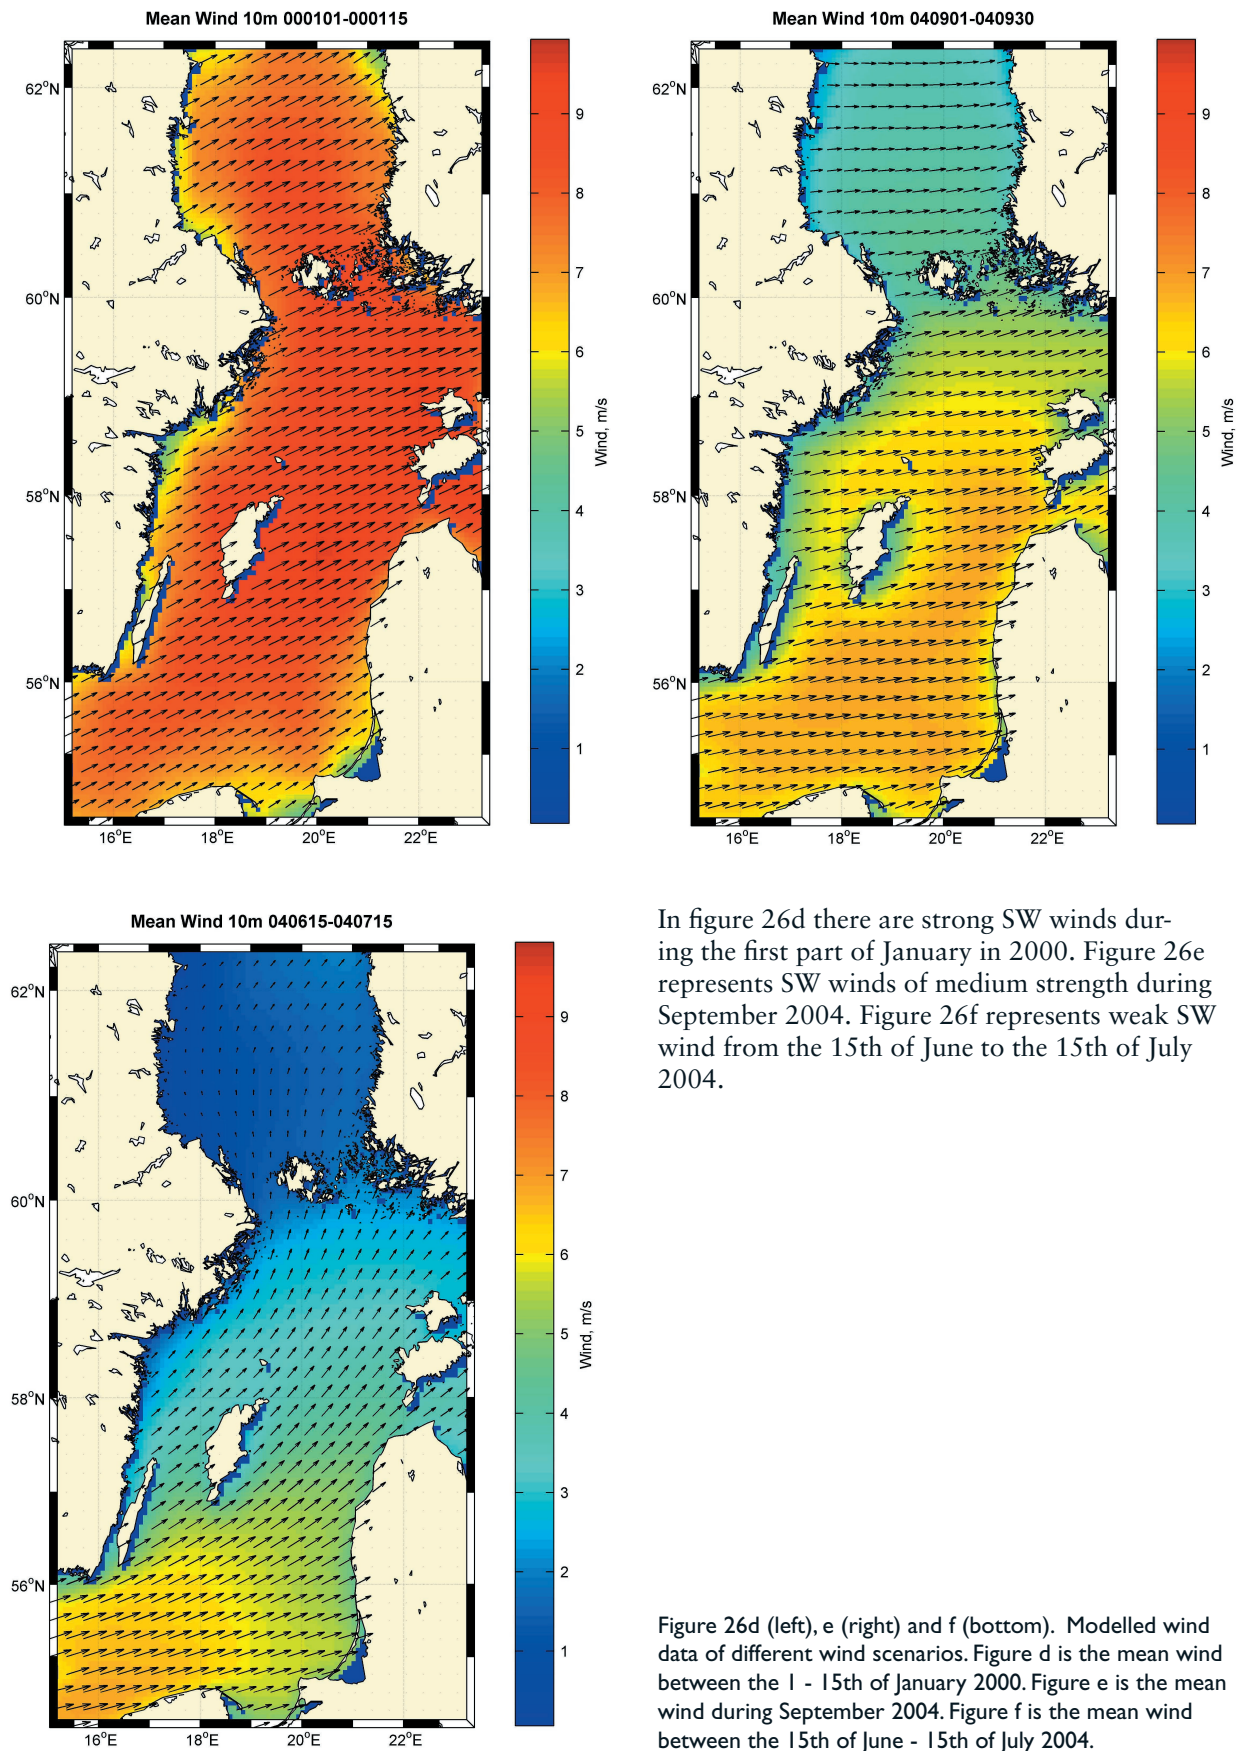 Mean Wind 10m 000101-000115
62°N
60°N
58°N
56°N
16°E 18°E 20°E 22°E
9
8
7
6
5
4
3
2
1
Wind, m/s
Mean Wind 10m 040901-040930
62°N
60°N
58°N
56°N
16°E 18°E 20°E 22°E
9
8
7
6
5
4
3
2
1
Wind, m/s
Mean Wind 10m 040615-040715
62°N
60°N
58°N
56°N
16°E 18°E 20°E 22°E
9
8
7
6
5
4
3
2
1
Wind, m/s
In figure 26d there are strong SW winds dur-
ing the first part of January in 2000. Figure 26e
represents SW winds of medium strength during
September 2004. Figure 26f represents weak SW
wind from the 15th of June to the 15th of July
2004.
Figure 26d (left), e (right) and f (bottom). Modelled wind
data of different wind scenarios. Figure d is the mean wind
between the 1 - 15th of January 2000. Figure e is the mean
wind during September 2004. Figure f is the mean wind
between the 15th of June - 15th of July 2004.